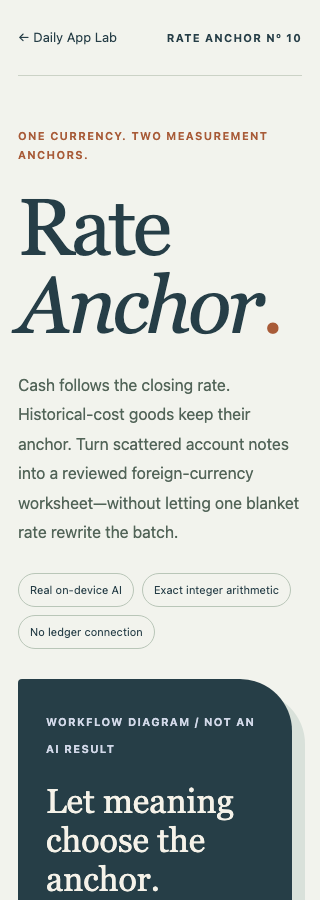 ← Daily App Lab
RATE ANCHOR Nº 10
ONE CURRENCY. TWO MEASUREMENT
ANCHORS.
Rate
Anchor.
Cash follows the closing rate.
Historical-cost goods keep their
anchor. Turn scattered account notes
into a reviewed foreign-currency
worksheet—without letting one blanket
rate rewrite the batch.
Real on-device AI
Exact integer arithmetic
No ledger connection
WORKFLOW DIAGRAM / NOT AN
AI RESULT
Let meaning
choose the
anchor.